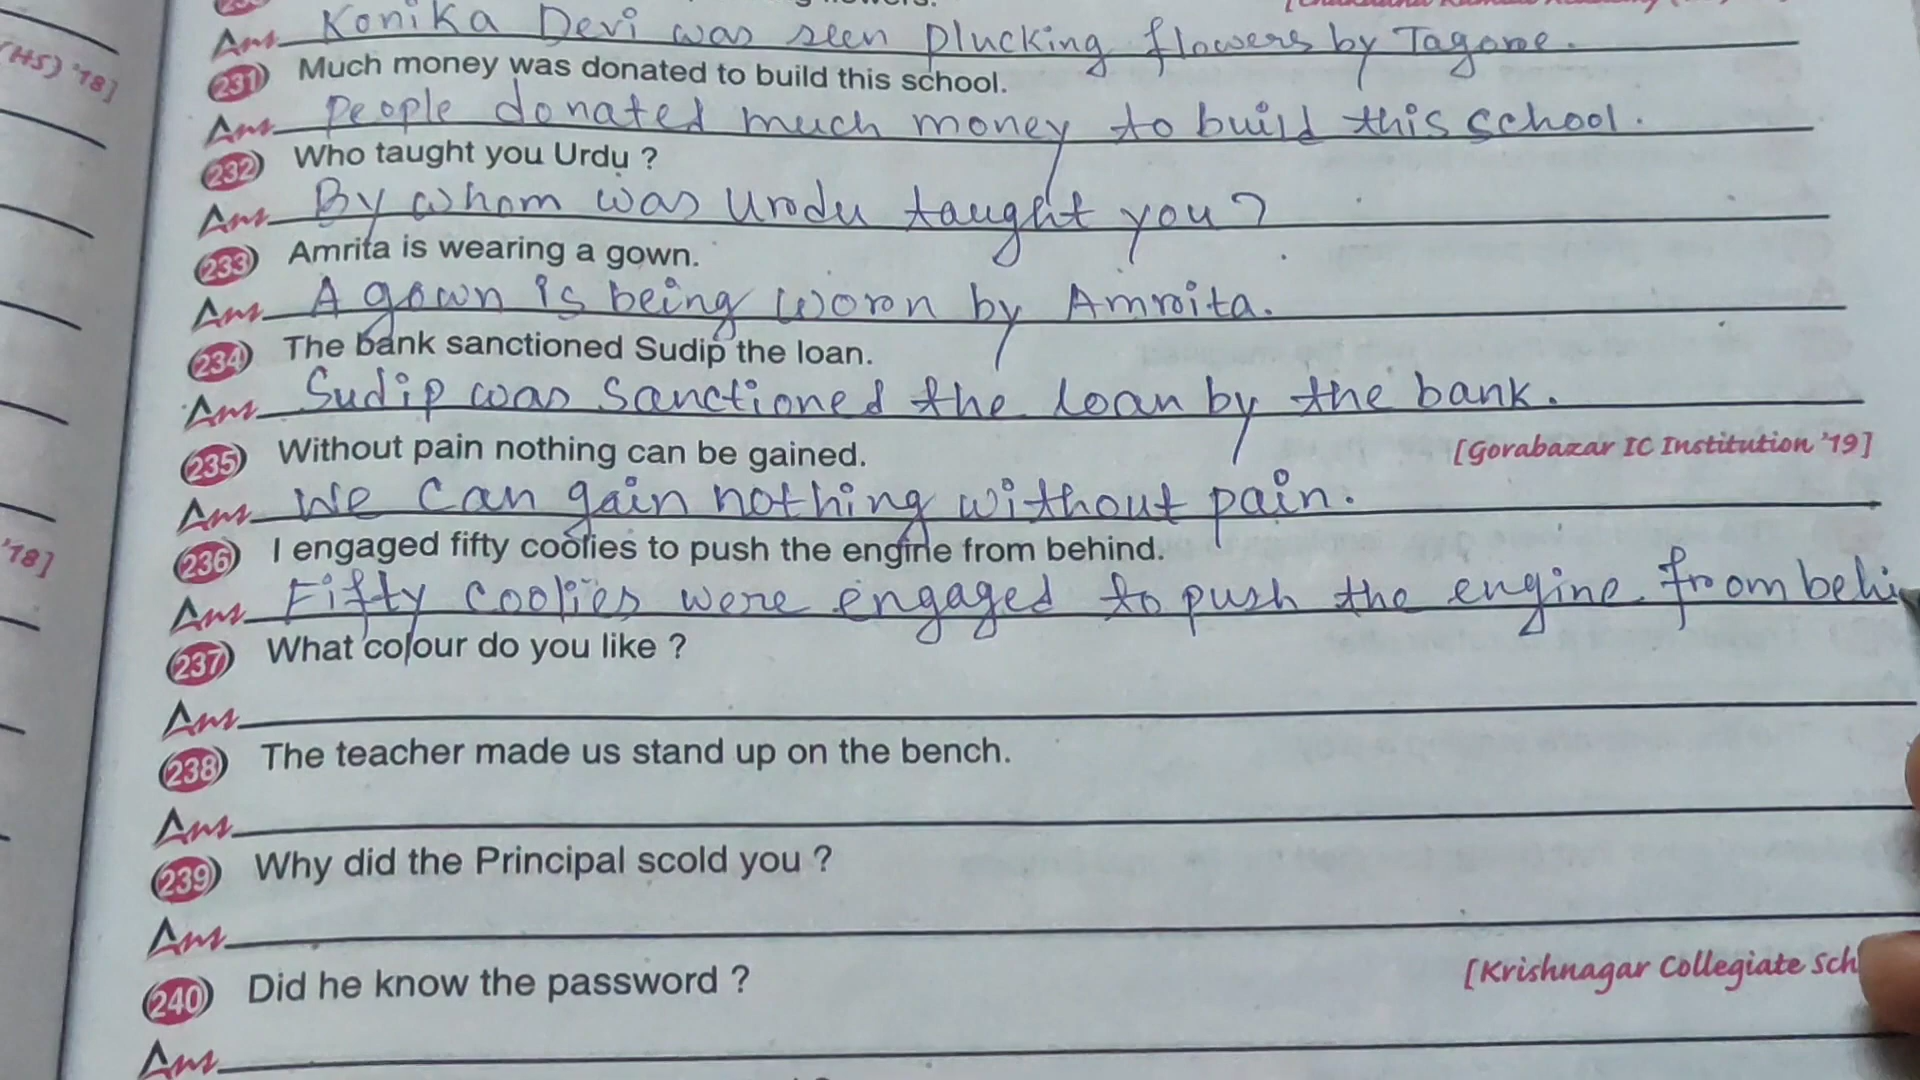 Ans Konika Devi was seen plucking flowers by Tagore.
(HS) '18]
231 Much money was donated to build this school.
Ans People donated much money to build this school.
232 Who taught you Urdu ?
Ans By whom was Urdu taught you?
233 Amrita is wearing a gown.
Ans A gown is being worn by Amrita.
234 The bank sanctioned Sudip the loan.
Ans Sudip was sanctioned the loan by the bank.
235 Without pain nothing can be gained. [Gorabazar IC Institution '19]
Ans We can gain nothing without pain.
236 I engaged fifty coolies to push the engine from behind.
'18]
Ans Fifty coolies were engaged to push the engine from behi
237 What colour do you like ?
Ans
238 The teacher made us stand up on the bench.
Ans
239 Why did the Principal scold you ?
Ans
240 Did he know the password ? [Krishnagar Collegiate Sch
Ans